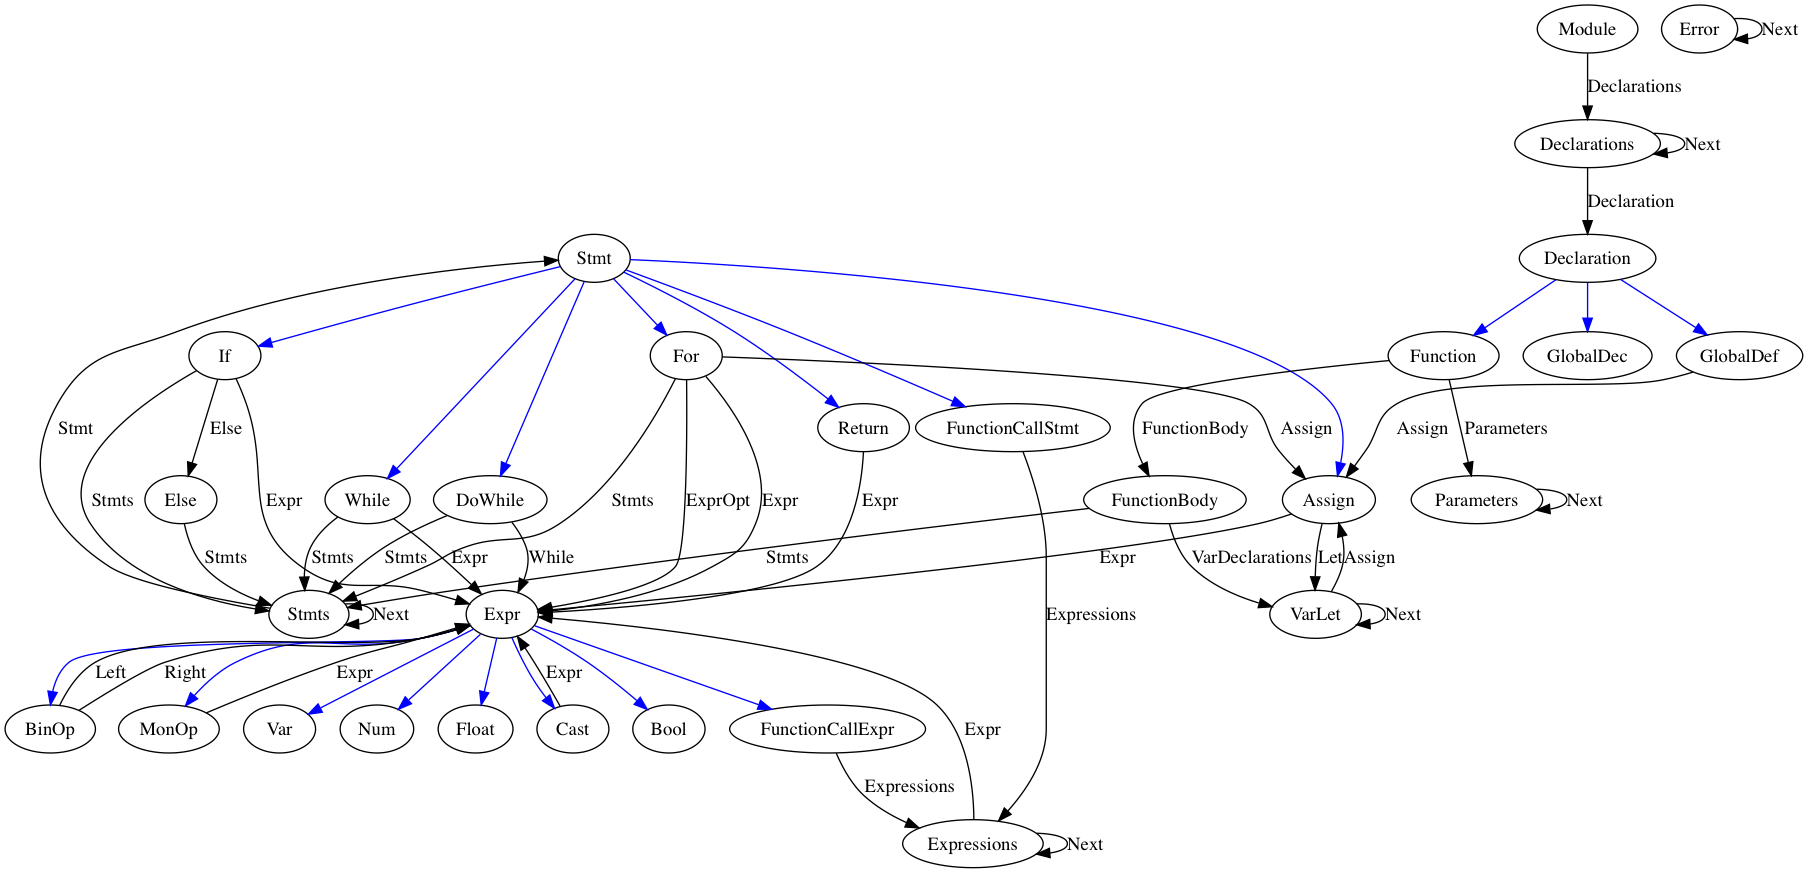 Module
Error
Next
Declarations
Declarations
Next
Declaration
Stmt
Declaration
If
For
Function
GlobalDec
GlobalDef
Stmt
Else
Return
FunctionCallStmt
FunctionBody
Assign
Assign
Parameters
Stmts
Else
Expr
While
DoWhile
Stmts
ExprOpt
Expr
Expr
FunctionBody
Assign
Parameters
Next
Stmts
Stmts
Expr
Stmts
While
Stmts
Expr
VarDeclarations
Let
Assign
Stmts
Next
Expr
Expressions
VarLet
Next
Left
Right
Expr
Expr
BinOp
MonOp
Var
Num
Float
Cast
Bool
FunctionCallExpr
Expr
Expressions
Expressions
Next